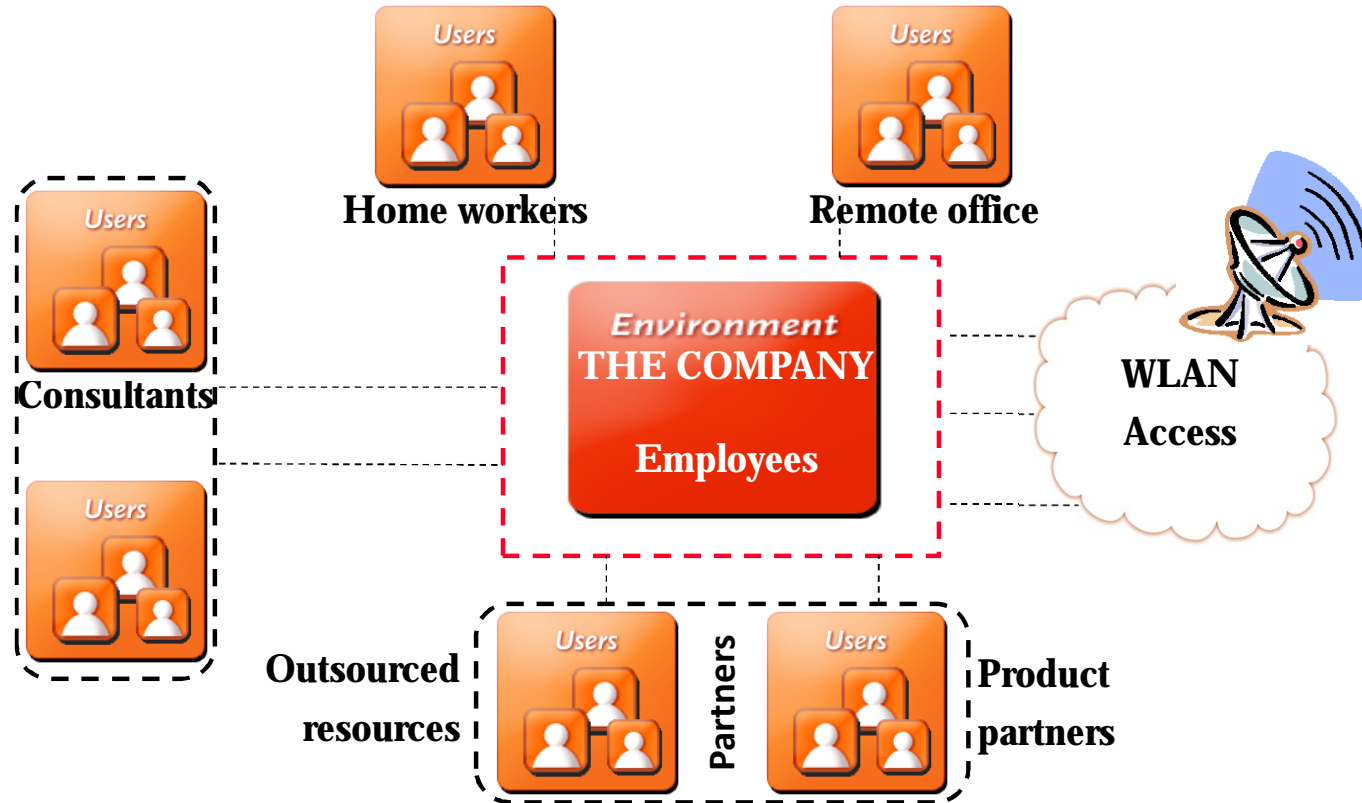 Users
Users
Home workers
Remote office
Users
Consultants
Users
Environment
THE COMPANY
Employees
WLAN
Access
Outsourced
resources
Users
Partners
Users
Product
partners